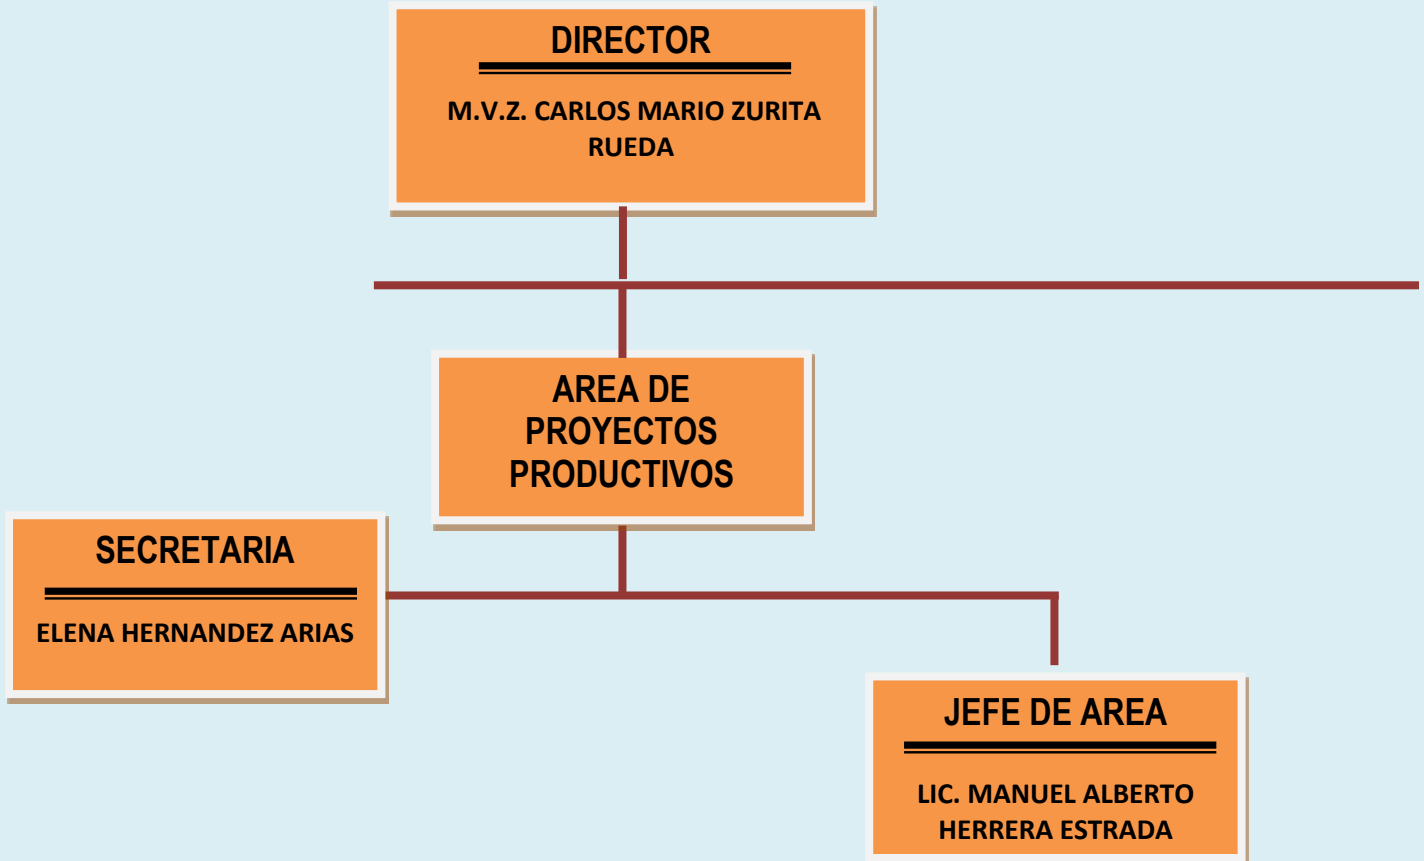 DIRECTOR
M.V.Z. CARLOS MARIO ZURITA
RUEDA
AREA DE
PROYECTOS
PRODUCTIVOS
SECRETARIA
ELENA HERNANDEZ ARIAS
JEFE DE AREA
LIC. MANUEL ALBERTO
HERRERA ESTRADA